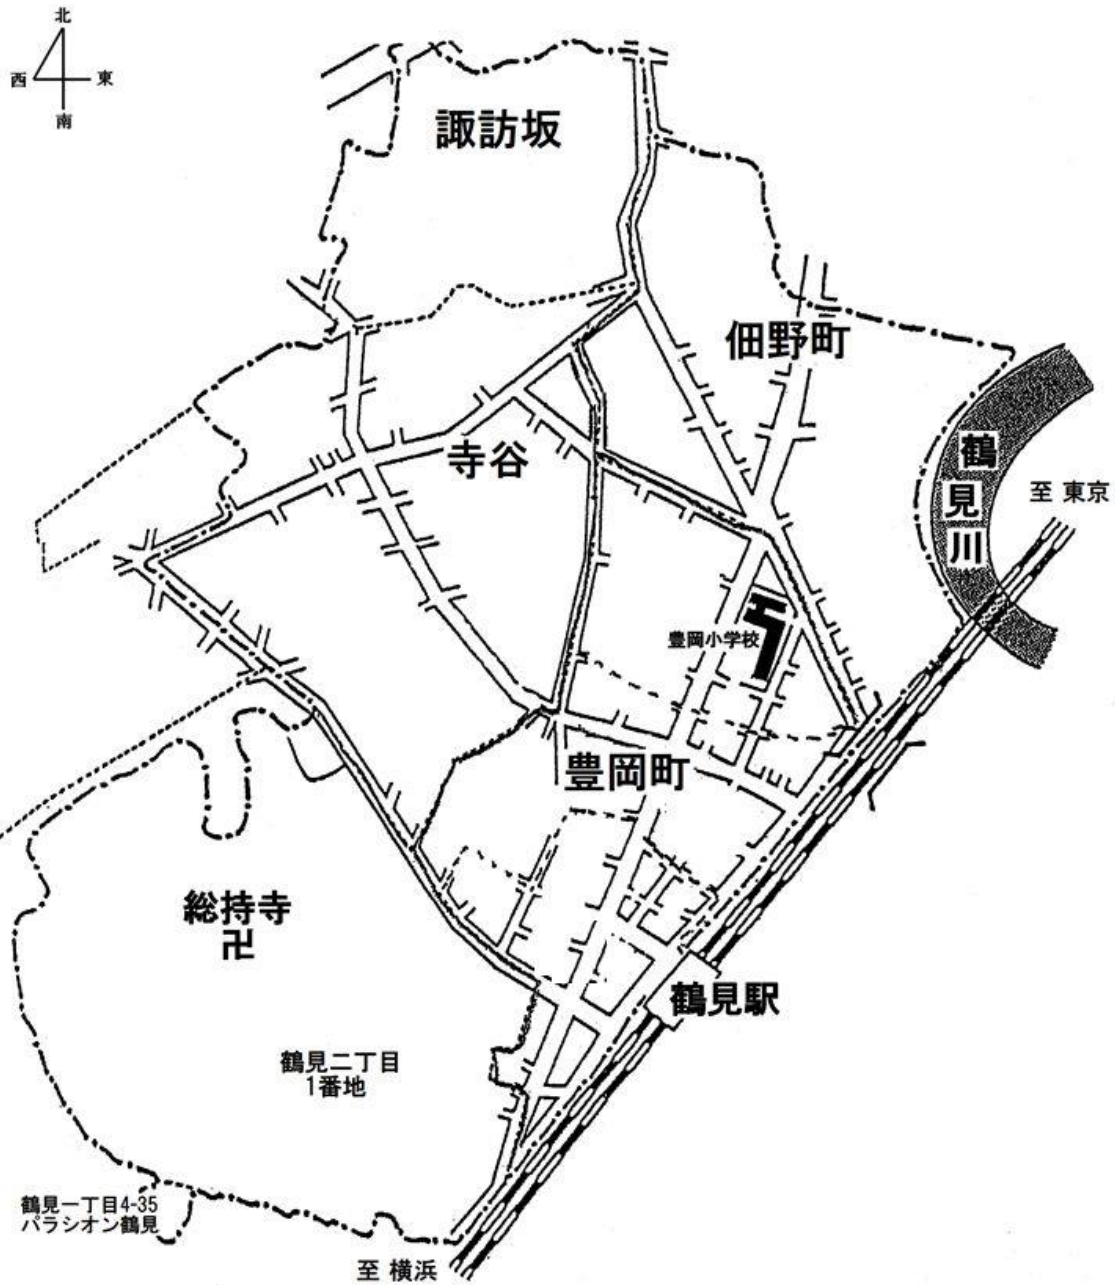 北
西
東
南
諏訪坂
佃野町
寺谷
鶴見川
至 東京
豊岡小学校
豊岡町
総持寺
卍
鶴見駅
鶴見二丁目
1番地
鶴見一丁目4-35
パラシオン鶴見
至 横浜